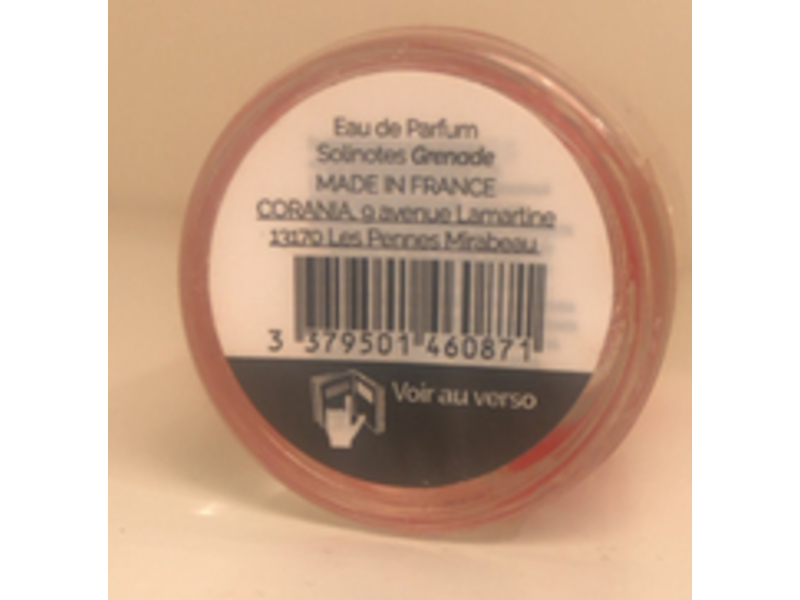 Eau de Parfum
Solinotes Grenade
MADE IN FRANCE
CORANIA, 9 avenue Lamartine
13170 Les Pennes Mirabeau
3 379501 460871
Voir au verso